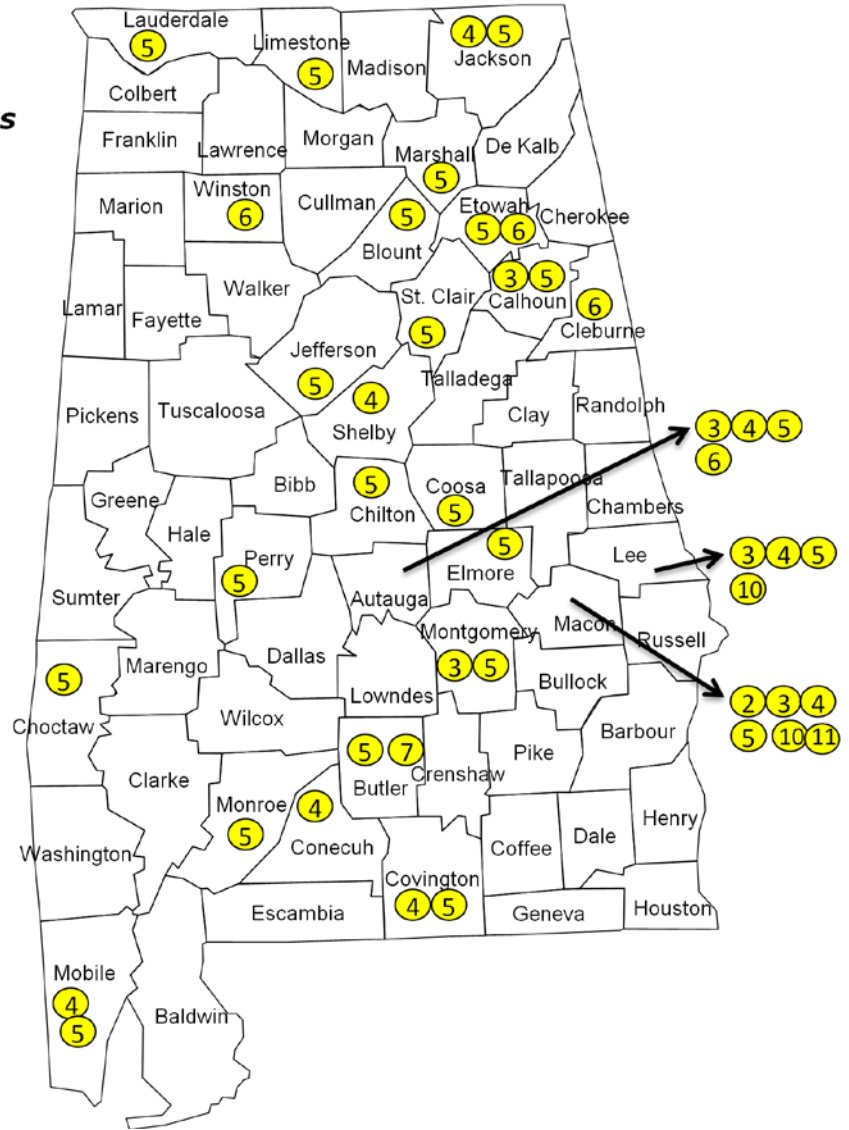 Lauderdale
5
Limestone
5
Madison
4 5
Jackson
Colbert
s
Franklin
Lawrence
Morgan
Marshall
5
De Kalb
Marion
Winston
6
Cullman
5
Blount
Etowah
5 6
Cherokee
Lamar
Fayette
Walker
St. Clair
5
3 5
Calhoun
6
Cleburne
Jefferson
5
4
Shelby
Talladega
Pickens
Tuscaloosa
Clay
Randolph
3 4 5
6
Greene
Hale
Bibb
5
Chilton
Coosa
5
Tallapoosa
Chambers
Perry
5
Sumter
Autauga
5
Elmore
Lee
3 4 5
10
Marengo
Dallas
Lowndes
Montgomery
3 5
Macon
Russell
2 3 4
5 10 11
5
Choctaw
Wilcox
Bullock
Barbour
Clarke
5 7
Butler
Crenshaw
Pike
Washington
Monroe
5
4
Conecuh
Coffee
Dale
Henry
Covington
4 5
Escambia
Geneva
Houston
Mobile
4
5
Baldwin